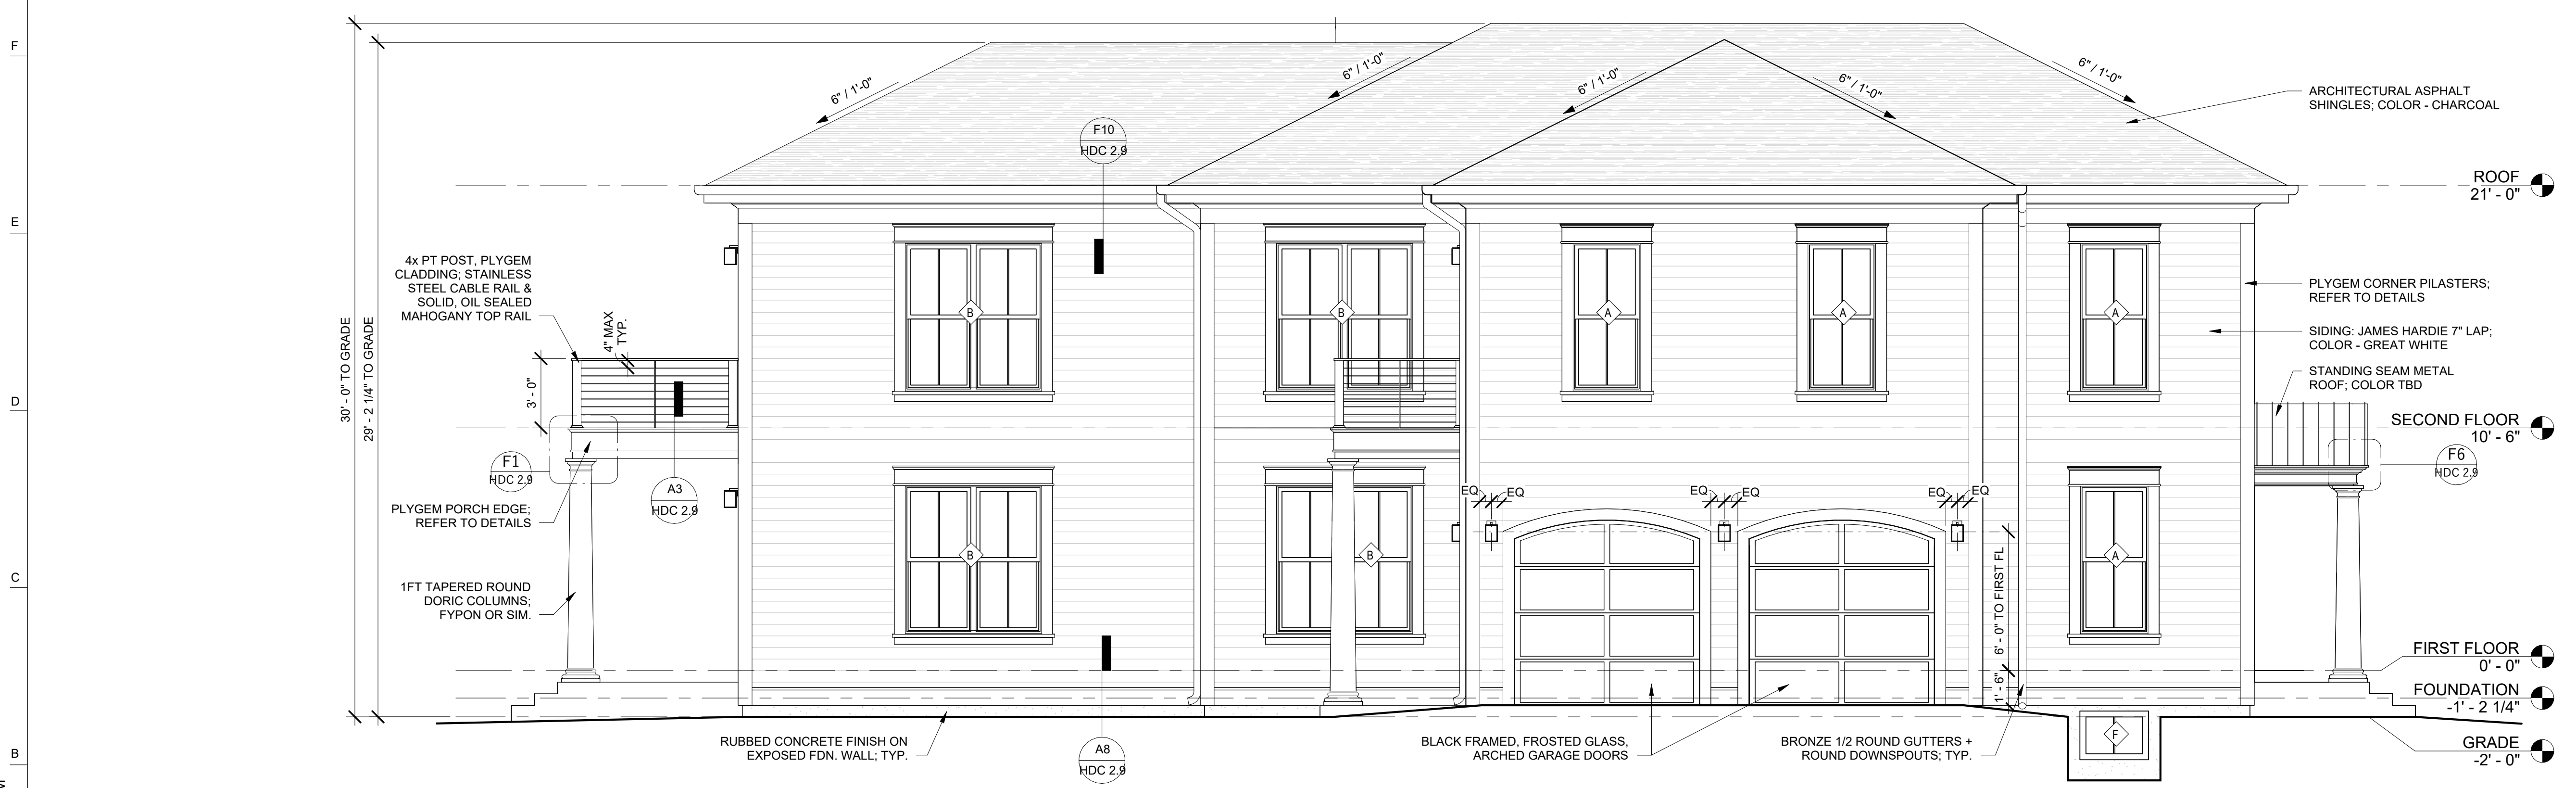 F
E
D
C
B
30' - 0" TO GRADE
29' - 2 1/4" TO GRADE
6" / 1'-0"
6" / 1'-0"
6" / 1'-0"
6" / 1'-0"
6" / 1'-0"
F10
HDC 2.9
ARCHITECTURAL ASPHALT
SHINGLES; COLOR - CHARCOAL
ROOF
21' - 0"
4x PT POST, PLYGEM
CLADDING; STAINLESS
STEEL CABLE RAIL &
SOLID, OIL SEALED
MAHOGANY TOP RAIL
4" MAX
TYP.
3' - 0"
B
B
A
A
A
PLYGEM CORNER PILASTERS;
REFER TO DETAILS
SIDING: JAMES HARDIE 7" LAP;
COLOR - GREAT WHITE
STANDING SEAM METAL
ROOF; COLOR TBD
SECOND FLOOR
10' - 6"
F1
HDC 2.9
A3
HDC 2.9
F6
HDC 2.9
PLYGEM PORCH EDGE;
REFER TO DETAILS
EQ
EQ
EQ
EQ
EQ
EQ
B
B
A
1FT TAPERED ROUND
DORIC COLUMNS;
FYPON OR SIM.
6' - 0" TO FIRST FL
1' - 6"
FIRST FLOOR
0' - 0"
FOUNDATION
-1' - 2 1/4"
GRADE
-2' - 0"
RUBBED CONCRETE FINISH ON
EXPOSED FDN. WALL; TYP.
A8
HDC 2.9
BLACK FRAMED, FROSTED GLASS,
ARCHED GARAGE DOORS
BRONZE 1/2 ROUND GUTTERS +
ROUND DOWNSPOUTS; TYP.
F